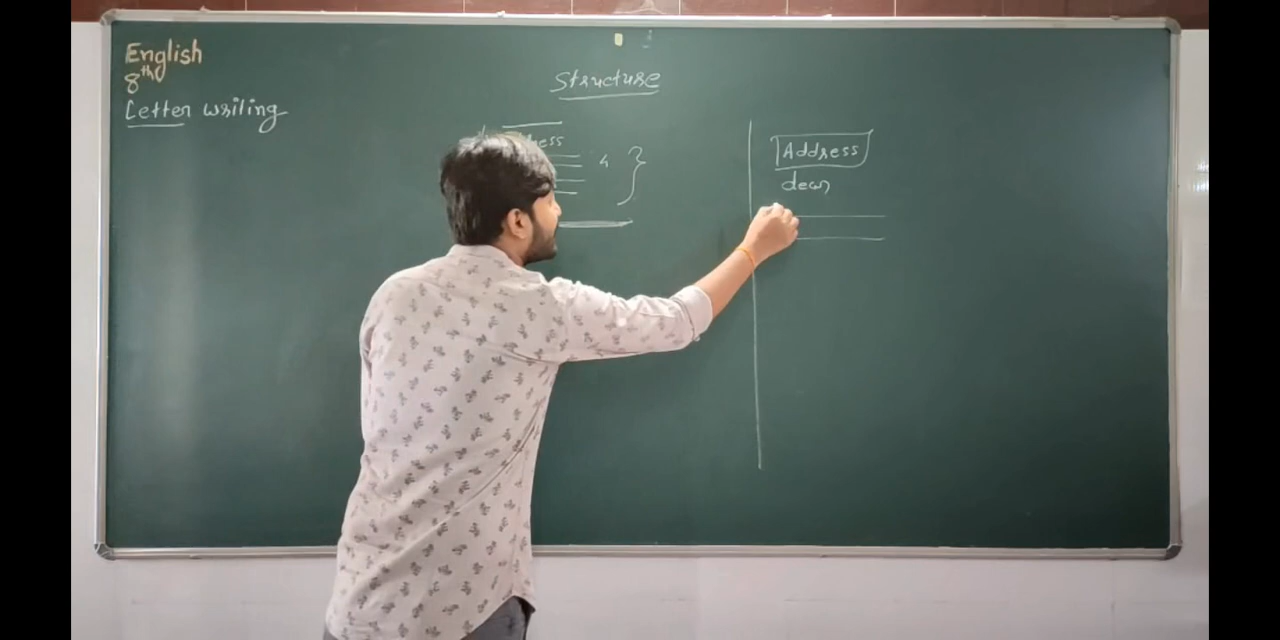 English
8th
Letter writing
Structure
Address
dear